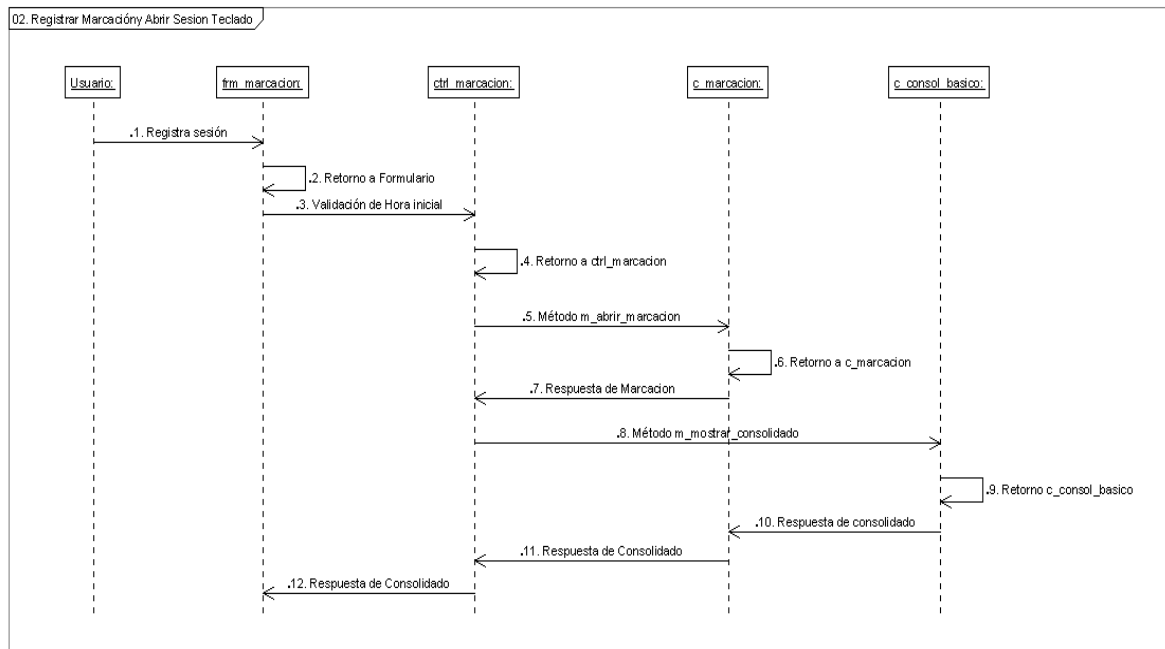 02. Registrar Marcacióny Abrir Sesion Teclado
Usuario:
frm_marcacion:
ctrl_marcacion:
c_marcacion:
c_consol_basico:
.1. Registra sesión
.2. Retorno a Formulario
.3. Validación de Hora inicial
.4. Retorno a ctrl_marcacion
.5. Método m_abrir_marcacion
.6. Retorno a c_marcacion
.7. Respuesta de Marcacion
.8. Método m_mostrar_consolidado
.9. Retorno c_consol_basico
.10. Respuesta de consolidado
.11. Respuesta de Consolidado
.12. Respuesta de Consolidado